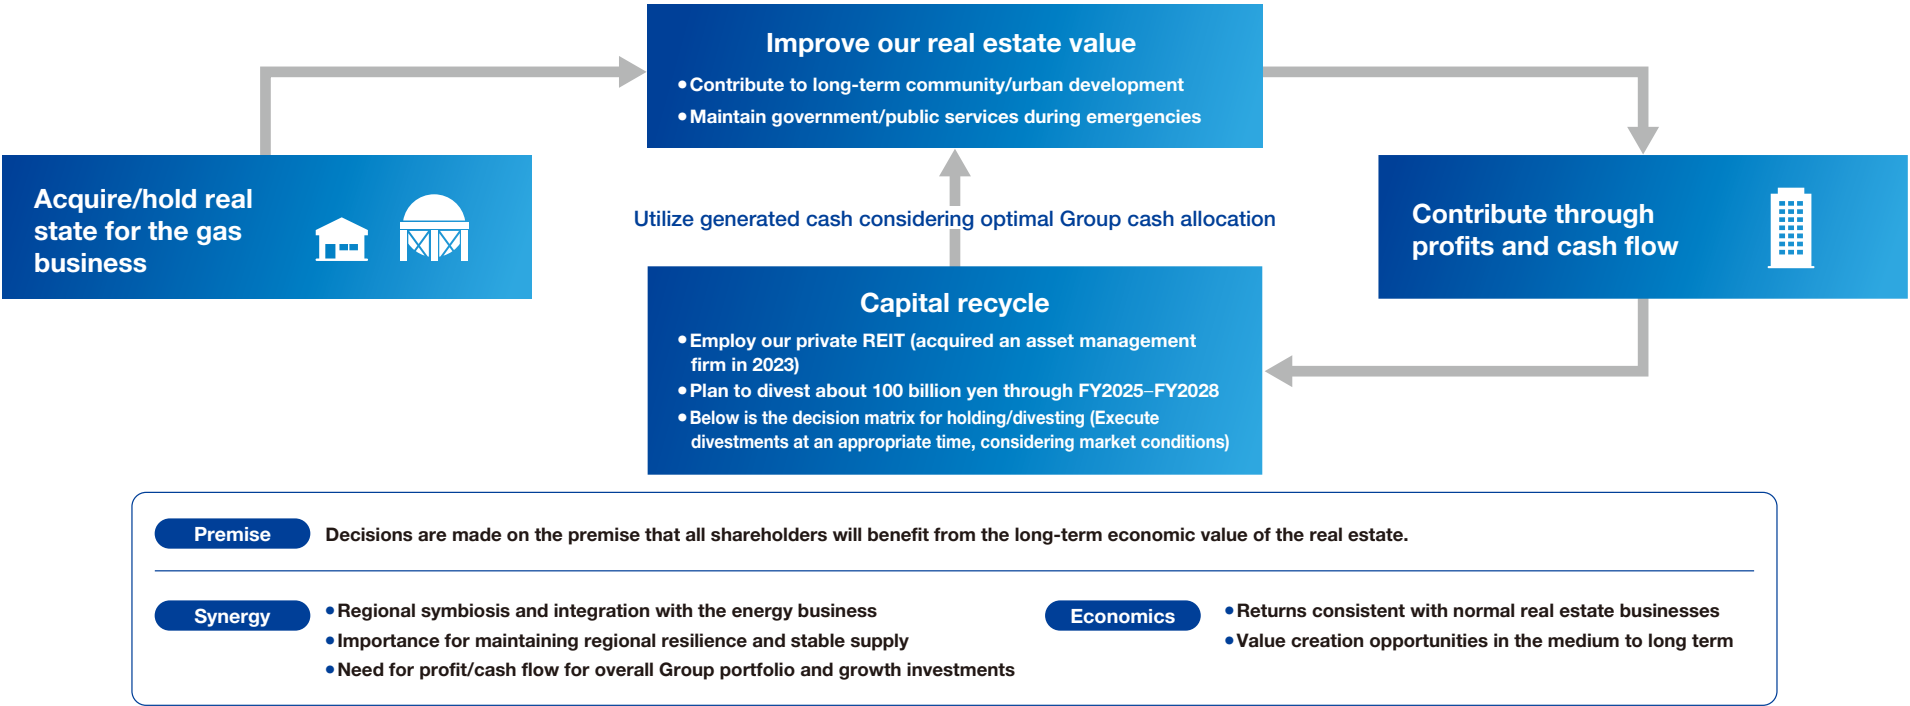 Improve our real estate value
•Contribute to long-term community/urban development
•Maintain government/public services during emergencies
Acquire/hold real
state for the gas
business
Utilize generated cash considering optimal Group cash allocation
Contribute through
profits and cash flow
Capital recycle
•Employ our private REIT (acquired an asset management
firm in 2023)
•Plan to divest about 100 billion yen through FY2025–FY2028
•Below is the decision matrix for holding/divesting (Execute
divestments at an appropriate time, considering market conditions)
Premise
Decisions are made on the premise that all shareholders will benefit from the long-term economic value of the real estate.
Synergy
•Regional symbiosis and integration with the energy business
•Importance for maintaining regional resilience and stable supply
•Need for profit/cash flow for overall Group portfolio and growth investments
Economics
•Returns consistent with normal real estate businesses
•Value creation opportunities in the medium to long term